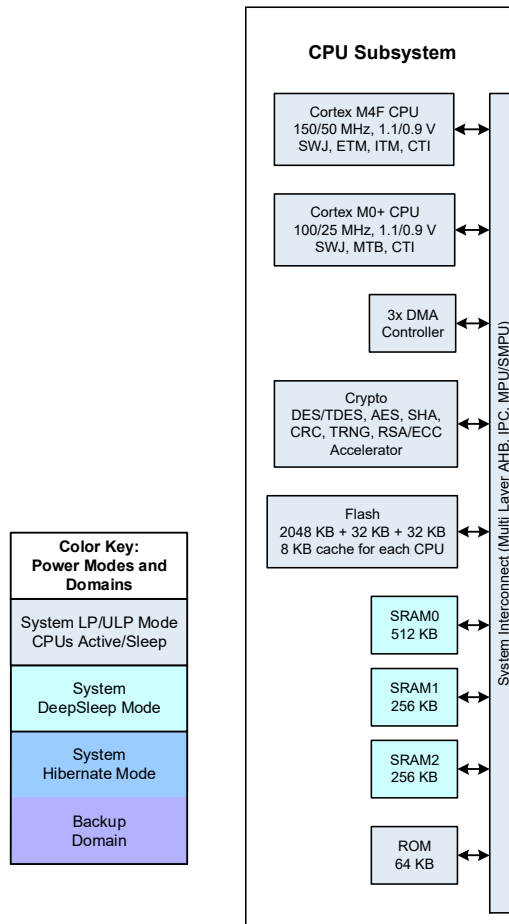 CPU Subsystem
Cortex M4F CPU
150/50 MHz, 1.1/0.9 V
SWJ, ETM, ITM, CTI
Cortex M0+ CPU
100/25 MHz, 1.1/0.9 V
SWJ, MTB, CTI
3x DMA
Controller
Crypto
DES/TDES, AES, SHA,
CRC, TRNG, RSA/ECC
Accelerator
Flash
2048 KB + 32 KB + 32 KB
8 KB cache for each CPU
SRAM0
512 KB
SRAM1
256 KB
SRAM2
256 KB
ROM
64 KB
System Interconnect (Multi Layer AHB, IPC, MPU/SMPU)
Color Key:
Power Modes and
Domains
System LP/ULP Mode
CPUs Active/Sleep
System
DeepSleep Mode
System
Hibernate Mode
Backup
Domain